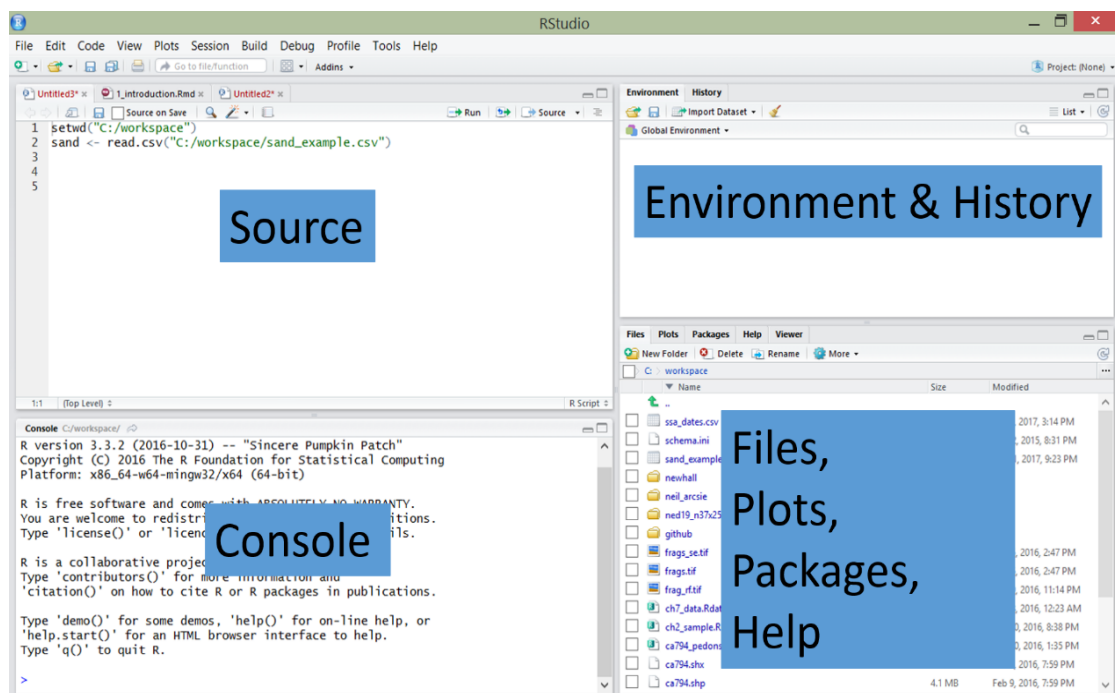 RStudio
File Edit Code View Plots Session Build Debug Profile Tools Help
Go to file/function Addins Project: (None)
Untitled3* 1_introduction.Rmd Untitled2*
Source on Save Run Source
1 setwd("C:/workspace")
2 sand <- read.csv("C:/workspace/sand_example.csv")
3
4
5
Source
1:1 (Top Level) R Script
Console C:/workspace/
R version 3.3.2 (2016-10-31) -- "Sincere Pumpkin Patch"
Copyright (C) 2016 The R Foundation for Statistical Computing
Platform: x86_64-w64-mingw32/x64 (64-bit)
R is free software and comes with ABSOLUTELY NO WARRANTY.
You are welcome to
Type 'license()' or
Console
R is a collaborative
Type 'contributors()' for more information and
'citation()' on how to cite R or R packages in publications.
Type 'demo()' for some demos, 'help()' for on-line help, or
'help.start()' for an HTML browser interface to help.
Type 'q()' to quit R.
>
Environment History
Import Dataset List
Global Environment
Environment & History
Files Plots Packages Help Viewer
New Folder Delete Rename More
C: workspace
Name Size Modified
..
ssa_dates.csv 2017, 3:14 PM
schema.ini 2015, 8:31 PM
sand_example 2017, 9:23 PM
newhall
neil_arcsie
ned19_n37x25
github
frags_se.tif 2016, 2:47 PM
frags.tif 2016, 2:47 PM
frag_rf.tif 2016, 11:14 PM
ch7_data.Rdat 2016, 12:23 AM
ch2_sample.R 2016, 8:38 PM
ca794_pedons 2016, 1:35 PM
ca794.shx 2016, 7:59 PM
ca794.shp 4.1 MB Feb 9, 2016, 7:59 PM
Files,
Plots,
Packages,
Help